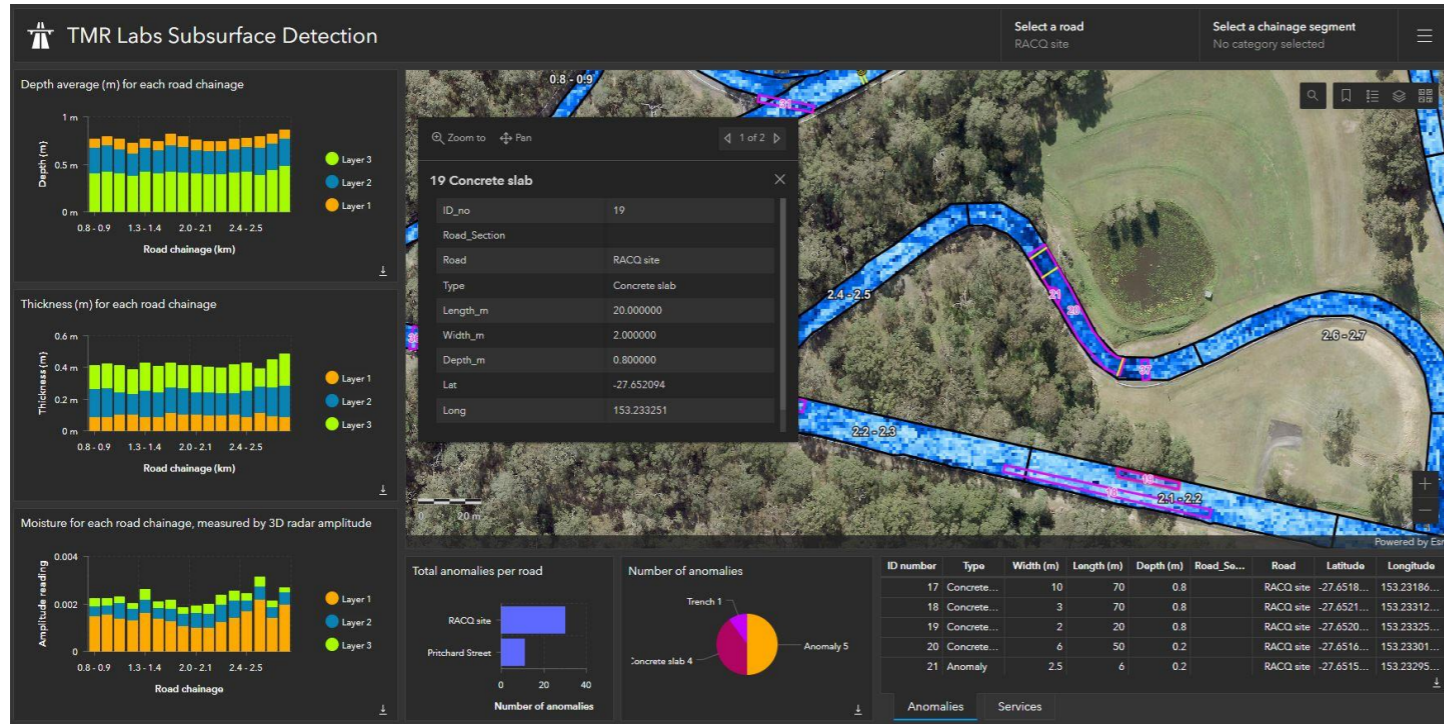 TMR Labs Subsurface Detection
Select a road
RACQ site
Select a chainage segment
No category selected
Depth average (m) for each road chainage
1 m
0.5 m
0 m
Depth (m)
0.8 - 0.9 1.3 - 1.4 2.0 - 2.1 2.4 - 2.5
Road chainage (km)
Layer 3
Layer 2
Layer 1
Thickness (m) for each road chainage
0.6 m
0.4 m
0.2 m
0 m
Thickness (m)
0.8 - 0.9 1.3 - 1.4 2.0 - 2.1 2.4 - 2.5
Road chainage (km)
Layer 1
Layer 2
Layer 3
Moisture for each road chainage, measured by 3D radar amplitude
0.004
0.002
0
Amplitude reading
0.8 - 0.9 1.3 - 1.4 2.0 - 2.1 2.4 - 2.5
Road chainage
Layer 1
Layer 2
Layer 3
0.8 - 0.9
31
Zoom to Pan 1 of 2
19 Concrete slab
ID_no 19
Road_Section
Road RACQ site
Type Concrete slab
Length_m 20.000000
Width_m 2.000000
Depth_m 0.800000
Lat -27.652094
Long 153.233251
2.4 - 2.5
21
20
37
2.6 - 2.7
2.2 - 2.3
19
18
2.1 - 2.2
0 20 m
Powered by Esri
Total anomalies per road
RACQ site
Pritchard Street
0 20 40
Number of anomalies
Number of anomalies
Trench 1
Anomaly 5
Concrete slab 4
ID number Type Width (m) Length (m) Depth (m) Road_Se... Road Latitude Longitude
17 Concrete... 10 70 0.8 RACQ site -27.6518... 153.23186...
18 Concrete... 3 70 0.8 RACQ site -27.6521... 153.23312...
19 Concrete... 2 20 0.8 RACQ site -27.6520... 153.23325...
20 Concrete... 6 50 0.2 RACQ site -27.6516... 153.23301...
21 Anomaly 2.5 6 0.2 RACQ site -27.6515... 153.23295...
Anomalies Services